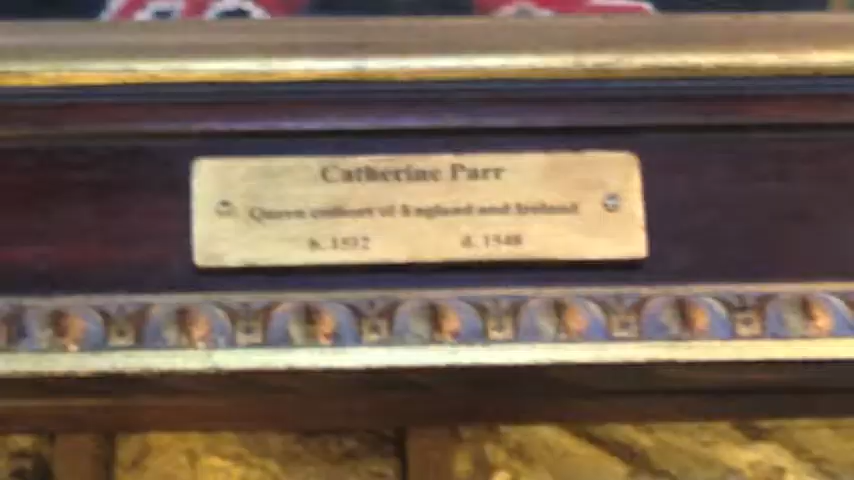 Catherine Parr
Queen consort of England and Ireland
b. 1512 d. 1548